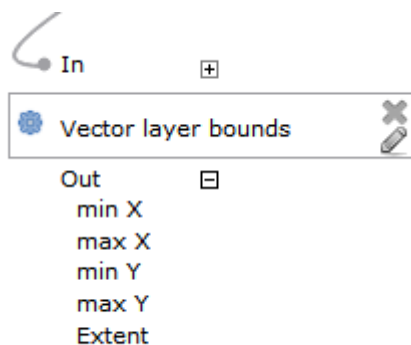 In
Vector layer bounds
Out
min X
max X
min Y
max Y
Extent